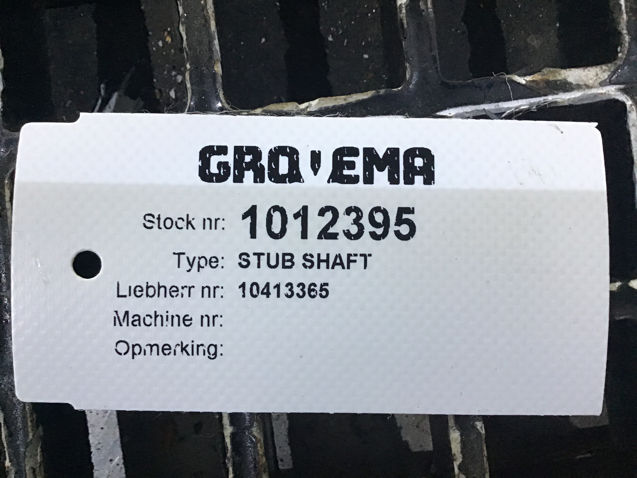 GROVEMA
Stock nr: 1012395
Type: STUB SHAFT
Liebherr nr: 10413365
Machine nr:
Opmerking: